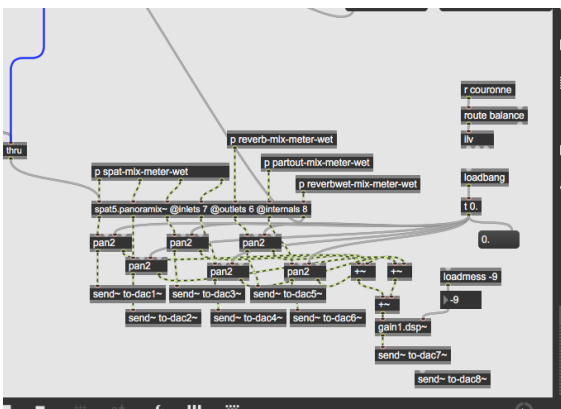 r couronne
route balance
liv
p reverb-mix-meter-wet
thru
p partout-mix-meter-wet
p spat-mix-meter-wet
loadbang
p reverbwet-mix-meter-wet
spat5.panoramix~ @inlets 7 @outlets 6 @internals 8
t 0.
pan2
pan2
pan2
0.
pan2
pan2
pan2
+~
+~
loadmess -9
send~ to-dac1~
send~ to-dac3~
send~ to-dac5~
-9
+~
send~ to-dac2~
send~ to-dac4~
send~ to-dac6~
gain1.dsp~
send~ to-dac7~
send~ to-dac8~